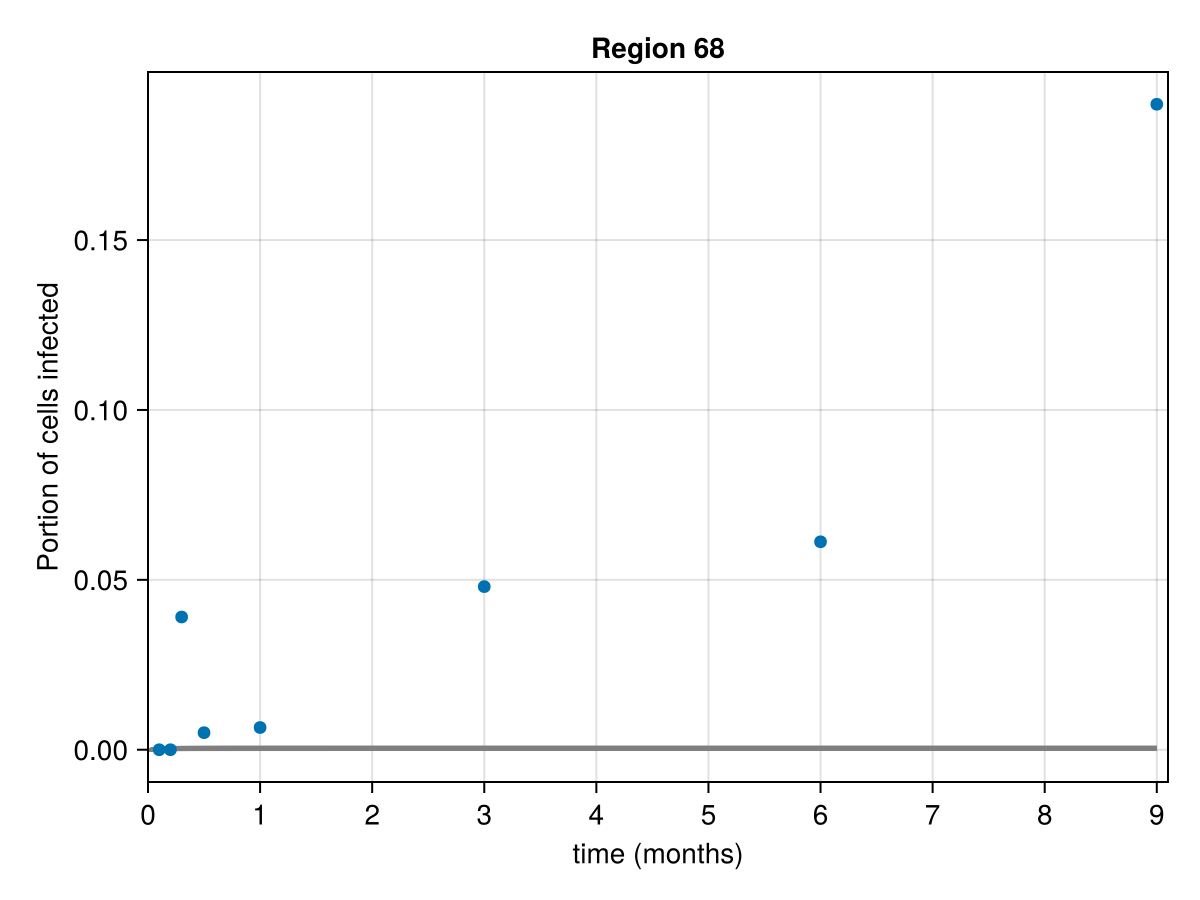 Region 68
Portion of cells infected
0.15
0.10
0.05
0.00
0 1 2 3 4 5 6 7 8 9
time (months)